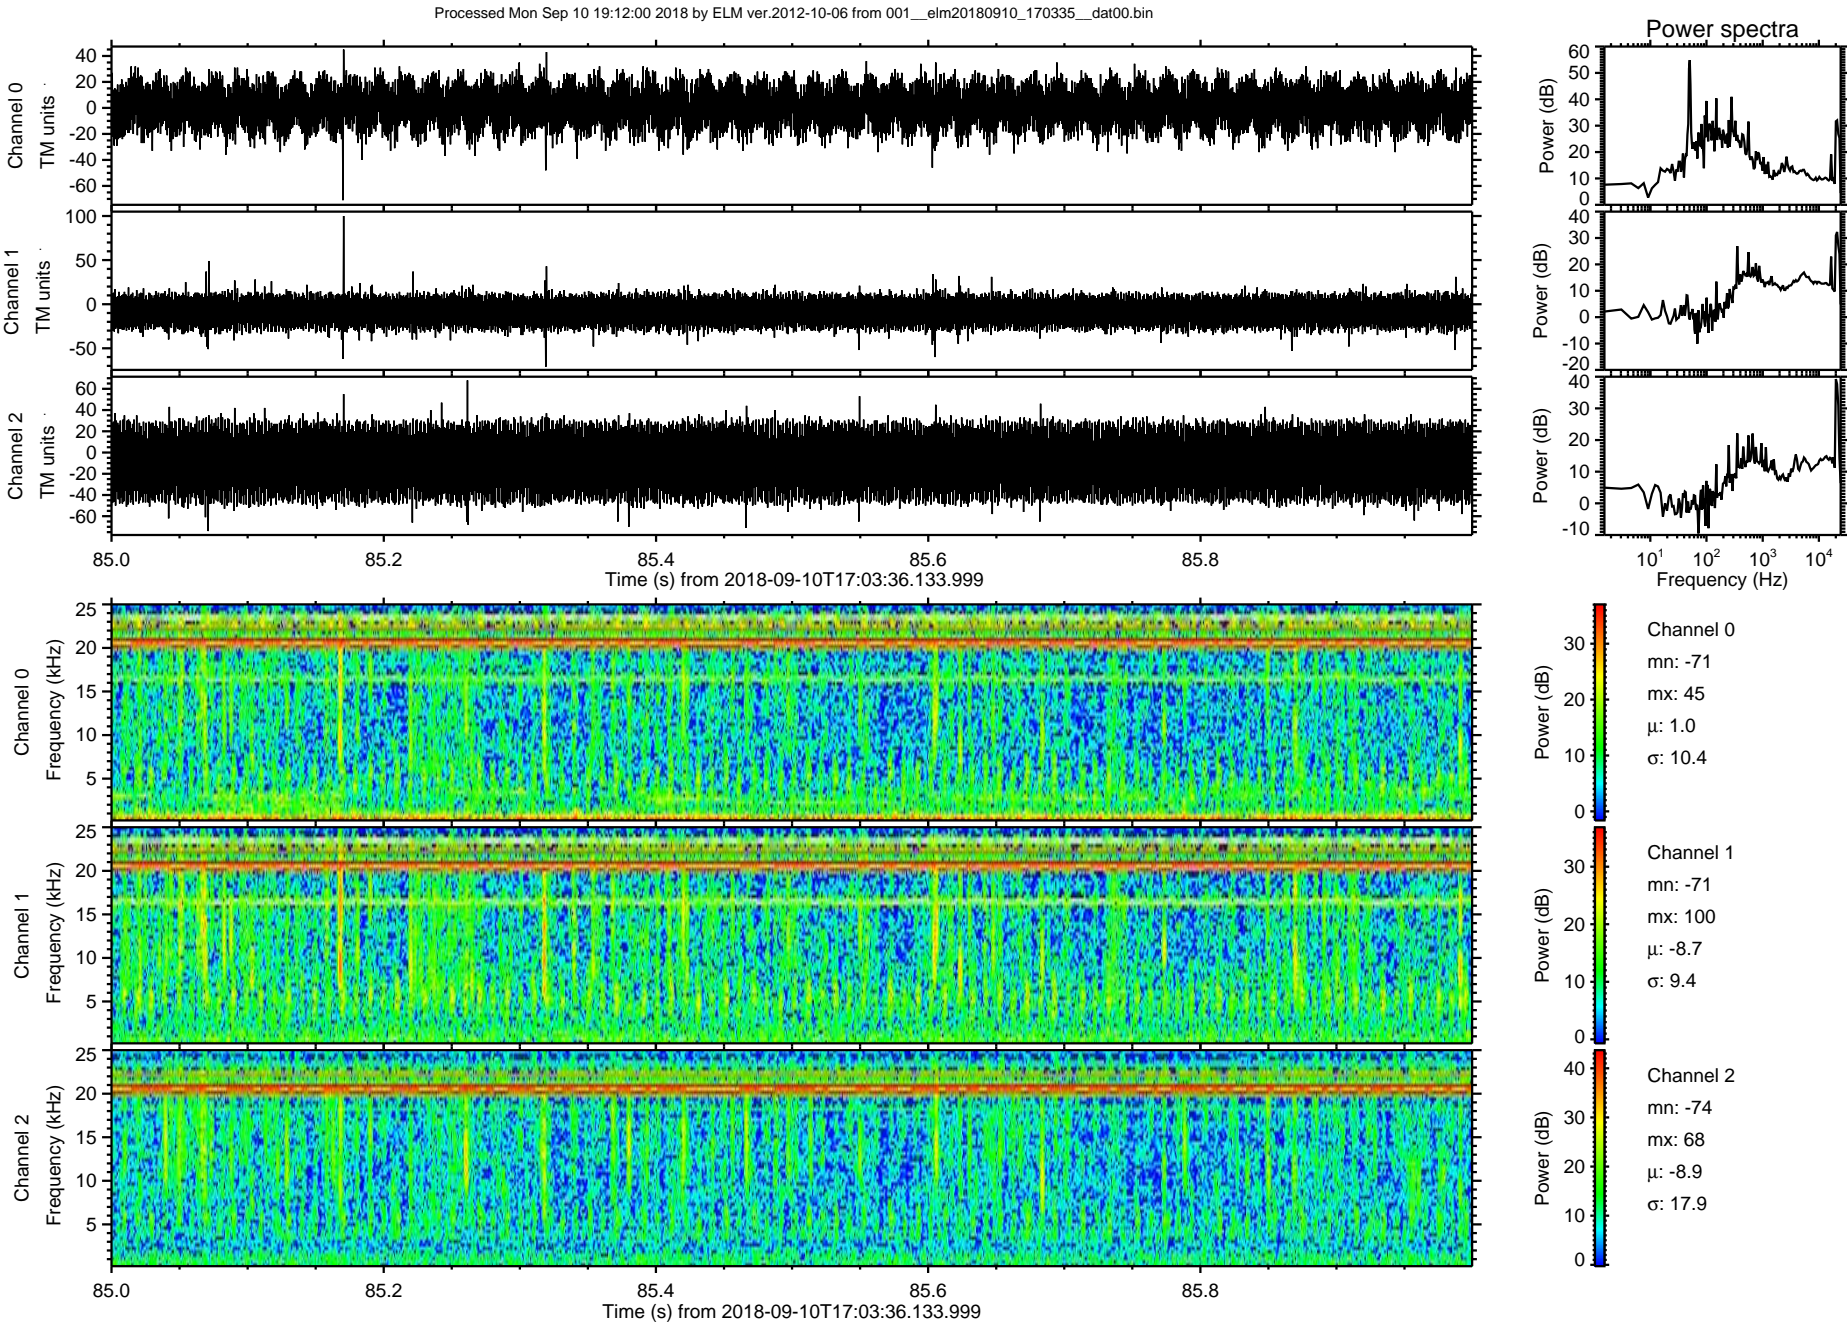 Processed Mon Sep 10 19:12:00 2018 by ELM ver.2012-10-06 from 001__elm20180910_170335__dat00.bin
Power spectra
Channel 0
TM units
40
20
0
-20
-40
-60
Power (dB)
60
50
40
30
20
10
0
Channel 1
TM units
100
50
0
-50
Power (dB)
40
30
20
10
0
-10
-20
Channel 2
TM units
60
40
20
0
-20
-40
-60
Power (dB)
40
30
20
10
0
-10
85.0 85.2 85.4 85.6 85.8
Time (s) from 2018-09-10T17:03:36.133.999
10¹ 10² 10³ 10⁴
Frequency (Hz)
Channel 0
Frequency (kHz)
25
20
15
10
5
Power (dB)
30
20
10
0
Channel 0
mn: -71
mx: 45
μ: 1.0
σ: 10.4
Channel 1
Frequency (kHz)
25
20
15
10
5
Power (dB)
30
20
10
0
Channel 1
mn: -71
mx: 100
μ: -8.7
σ: 9.4
Channel 2
Frequency (kHz)
25
20
15
10
5
Power (dB)
40
30
20
10
0
Channel 2
mn: -74
mx: 68
μ: -8.9
σ: 17.9
85.0 85.2 85.4 85.6 85.8
Time (s) from 2018-09-10T17:03:36.133.999